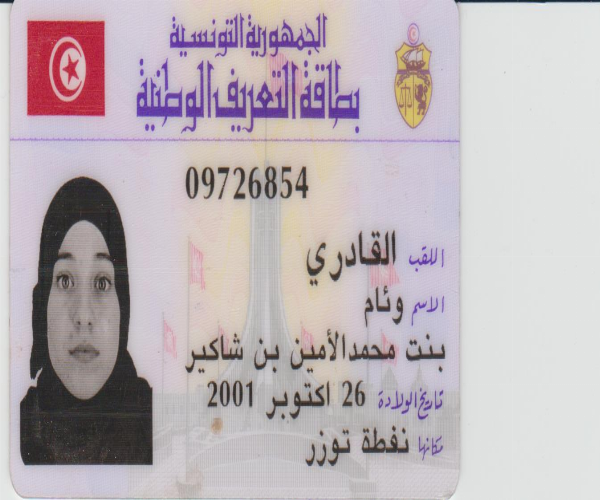 الجمهورية التونسية
بطاقة التعريف الوطنية
09726854
اللقب القادري
الاسم وئام
بنت محمدالأمين بن شاكير
تاريخ الولادة 26 اكتوبر 2001
مكانها نفطة توزر